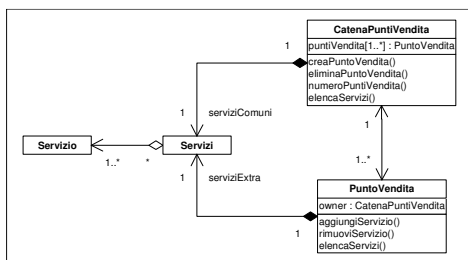 CatenaPuntiVendita
puntiVendita[1..*] : PuntoVendita
creaPuntoVendita()
eliminaPuntoVendita()
numeroPuntiVendita()
elencaServizi()
1
1
serviziComuni
1
Servizio
Servizi
1..*
*
1
serviziExtra
1..*
PuntoVendita
owner : CatenaPuntiVendita
aggiungiServizio()
rimuoviServizio()
elencaServizi()
1